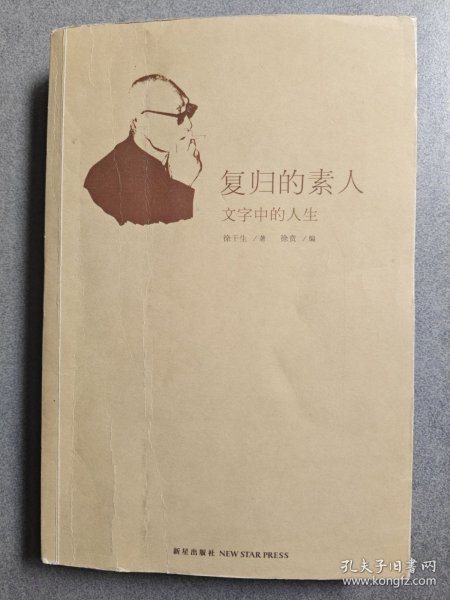 复归的素人
文字中的人生
徐干生 / 著 徐贲 / 编
新星出版社 NEW STAR PRESS
孔夫子旧书网
www.kongfz.com